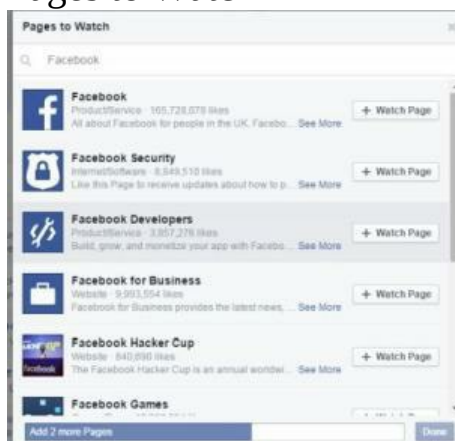 Pages to Watch
Facebook
Facebook
Product/Service · 165,728,078 likes
All about Facebook for people in the UK. Facebo... See More
+ Watch Page
Facebook Security
Internet/Software · 8,549,510 likes
Like this Page to receive updates about how to p... See More
+ Watch Page
Facebook Developers
Product/Service · 3,857,276 likes
Build, grow, and monetize your app with Facebo... See More
+ Watch Page
Facebook for Business
Website · 9,993,554 likes
Facebook for Business provides the latest news, ... See More
+ Watch Page
Facebook Hacker Cup
Website · 840,690 likes
The Facebook Hacker Cup is an annual worldwi... See More
+ Watch Page
facebook
Facebook Games
+ Watch Page
Add 2 more Pages
Done